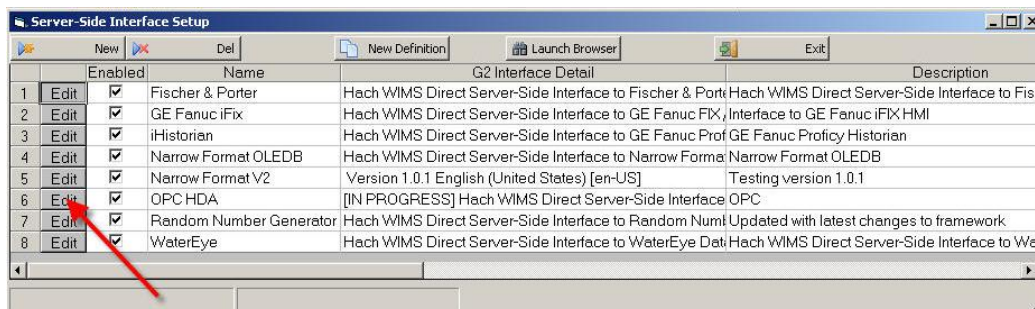 Server-Side Interface Setup
New Del New Definition Launch Browser Exit
Enabled Name G2 Interface Detail Description
1 Edit Fischer & Porter Hach WIMS Direct Server-Side Interface to Fischer & Port Hach WIMS Direct Server-Side Interface to Fis
2 Edit GE Fanuc iFix Hach WIMS Direct Server-Side Interface to GE Fanuc FIX/ Interface to GE Fanuc iFIX HMI
3 Edit iHistorian Hach WIMS Direct Server-Side Interface to GE Fanuc Prof GE Fanuc Proficy Historian
4 Edit Narrow Format OLEDB Hach WIMS Direct Server-Side Interface to Narrow Forma Narrow Format OLEDB
5 Edit Narrow Format V2 Version 1.0.1 English (United States) [en-US] Testing version 1.0.1
6 Edit OPC HDA [IN PROGRESS] Hach WIMS Direct Server-Side Interface OPC
7 Edit Random Number Generator Hach WIMS Direct Server-Side Interface to Random Numl Updated with latest changes to framework
8 Edit WaterEye Hach WIMS Direct Server-Side Interface to WaterEye Dat Hach WIMS Direct Server-Side Interface to We